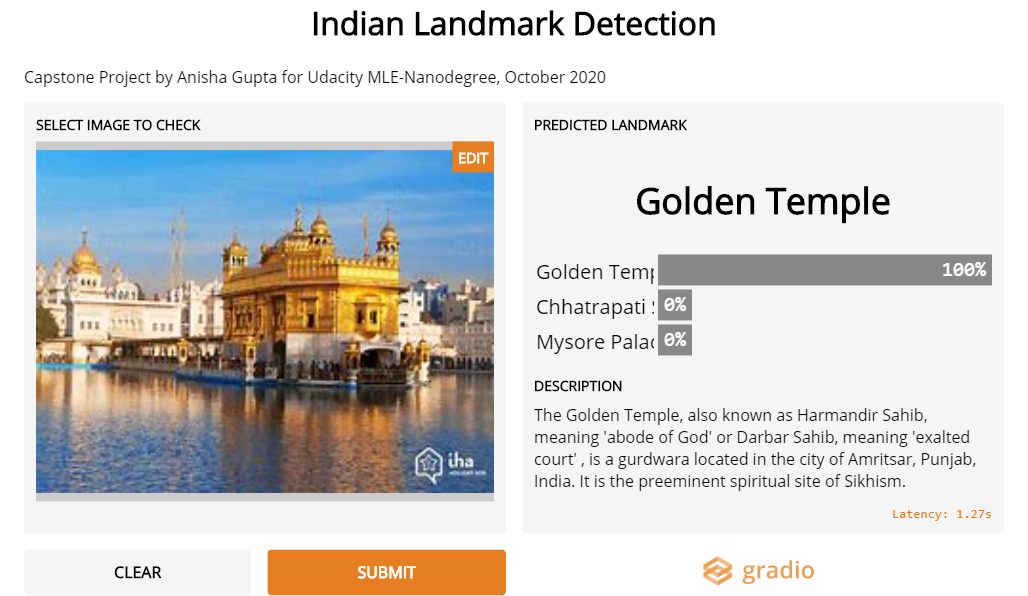 Indian Landmark Detection
Capstone Project by Anisha Gupta for Udacity MLE-Nanodegree, October 2020
SELECT IMAGE TO CHECK
EDIT
iha
PREDICTED LANDMARK
Golden Temple
Golden Temp 100%
Chhatrapati 0%
Mysore Palac 0%
DESCRIPTION
The Golden Temple, also known as Harmandir Sahib,
meaning 'abode of God' or Darbar Sahib, meaning 'exalted
court' , is a gurdwara located in the city of Amritsar, Punjab,
India. It is the preeminent spiritual site of Sikhism.
Latency: 1.27s
CLEAR
SUBMIT
gradio